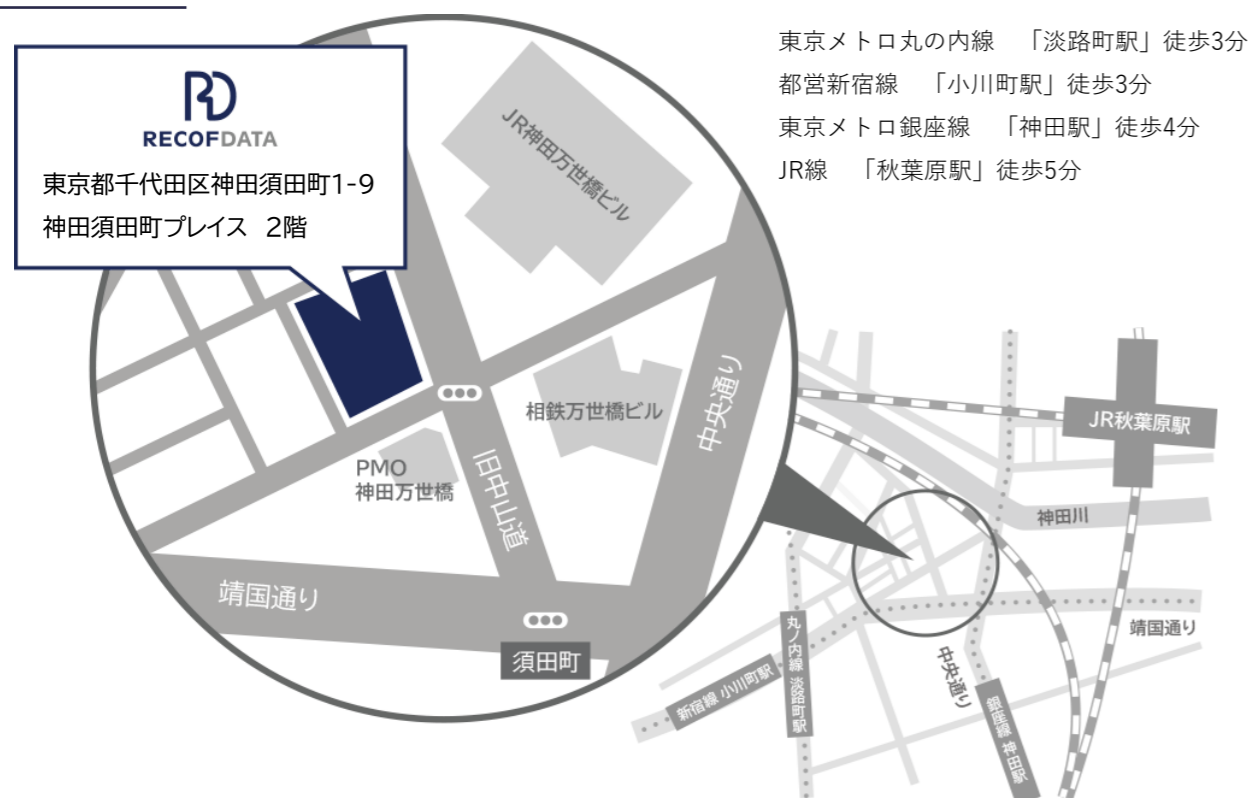 RECOFDATA
東京都千代田区神田須田町1-9
神田須田町プレイス 2階
東京メトロ丸の内線 「淡路町駅」徒歩3分
都営新宿線 「小川町駅」徒歩3分
東京メトロ銀座線 「神田駅」徒歩4分
JR線 「秋葉原駅」徒歩5分
JR神田万世橋ビル
相鉄万世橋ビル
中央通り
PMO
神田万世橋
旧中山道
靖国通り
須田町
JR秋葉原駅
神田川
靖国通り
中央通り
丸ノ内線 淡路町駅
新宿線 小川町駅
銀座線 神田駅